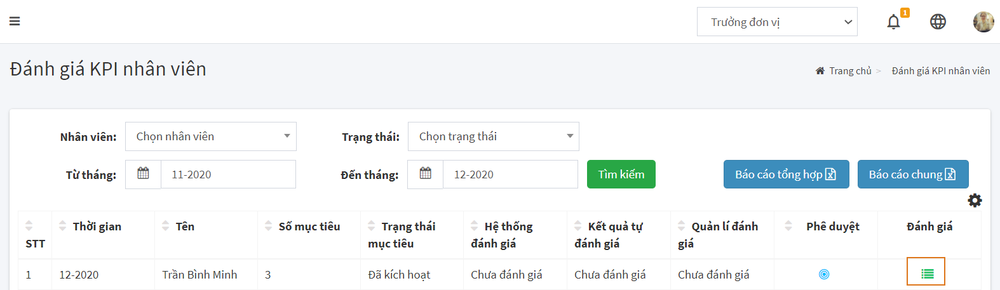 Trưởng đơn vị
1
Đánh giá KPI nhân viên
Trang chủ > Đánh giá KPI nhân viên
Nhân viên: Chọn nhân viên Trạng thái: Chọn trạng thái
Từ tháng: 11-2020 Đến tháng: 12-2020 Tìm kiếm Báo cáo tổng hợp Báo cáo chung
STT Thời gian Tên Số mục tiêu Trạng thái mục tiêu Hệ thống đánh giá Kết quả tự đánh giá Quản lí đánh giá Phê duyệt Đánh giá
1 12-2020 Trần Bình Minh 3 Đã kích hoạt Chưa đánh giá Chưa đánh giá Chưa đánh giá